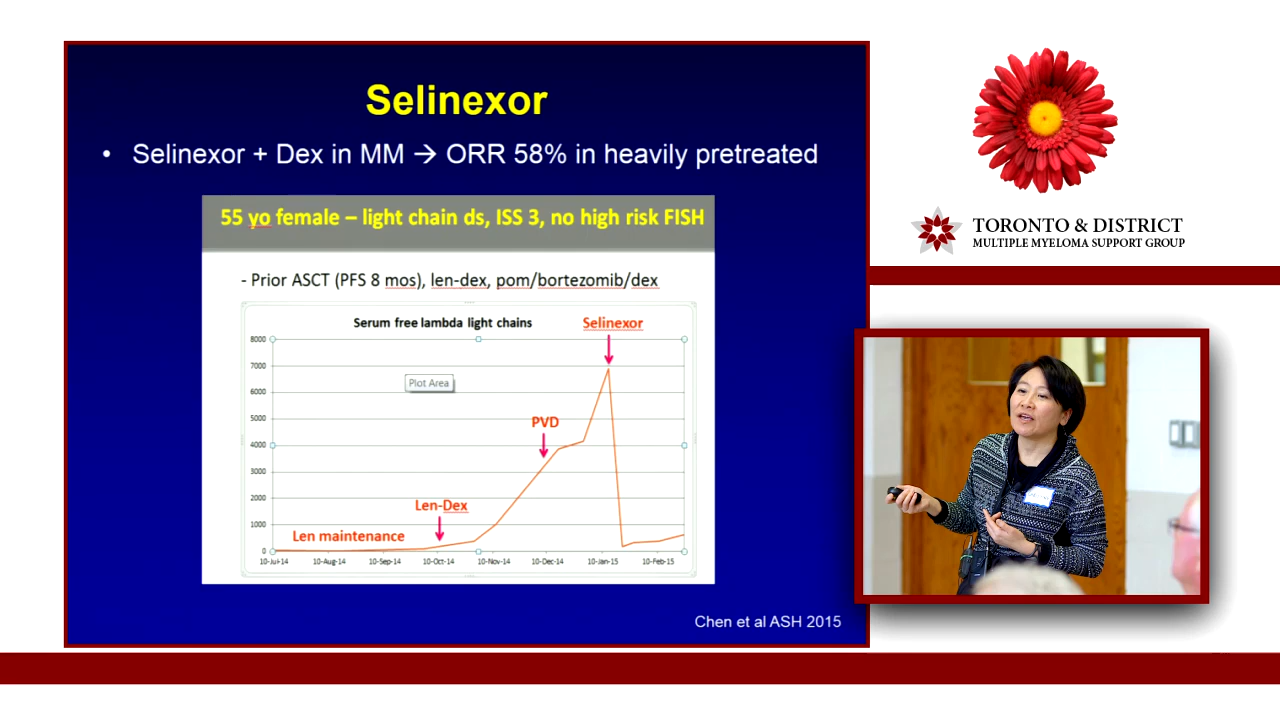 Selinexor
• Selinexor + Dex in MM → ORR 58% in heavily pretreated
55 yo female – light chain ds, ISS 3, no high risk FISH
- Prior ASCT (PFS 8 mos), len-dex, pom/bortezomib/dex
Serum free lambda light chains
Selinexor
8000
7000
6000
5000
4000
3000
2000
1000
0
Plot Area
PVD
Len-Dex
Len maintenance
10-Jul-14 10-Aug-14 10-Sep-14 10-Oct-14 10-Nov-14 10-Dec-14 10-Jan-15 10-Feb-15
Chen et al ASH 2015
TORONTO & DISTRICT
MULTIPLE MYELOMA SUPPORT GROUP